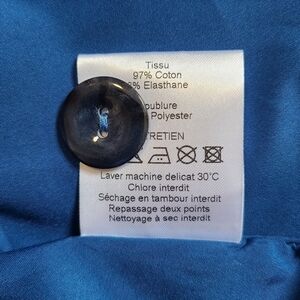 Tissu
97% Coton
% Elasthane
oublure
Polyester
TRETIEN
Laver machine delicat 30°C
Chlore interdit
Séchage en tambour interdit
Repassage deux points
Nettoyage à sec interdit